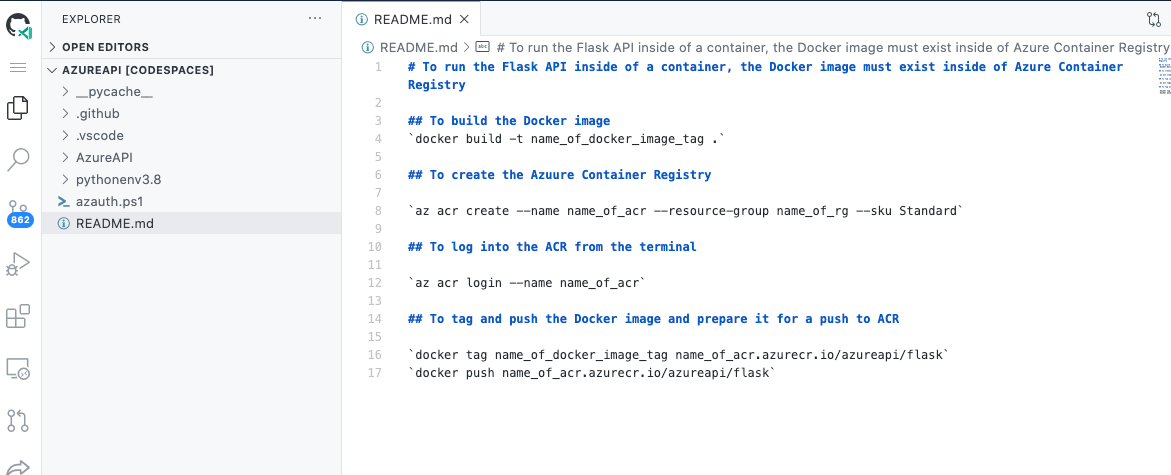 EXPLORER
...
OPEN EDITORS
AZUREAPI [CODESPACES]
__pycache__
.github
.vscode
AzureAPI
pythonenv3.8
azauth.ps1
README.md
862
README.md
README.md > # To run the Flask API inside of a container, the Docker image must exist inside of Azure Container Registry
1 # To run the Flask API inside of a container, the Docker image must exist inside of Azure Container
Registry
2
3 ## To build the Docker image
4 `docker build -t name_of_docker_image_tag .`
5
6 ## To create the Azuure Container Registry
7
8 `az acr create --name name_of_acr --resource-group name_of_rg --sku Standard`
9
10 ## To log into the ACR from the terminal
11
12 `az acr login --name name_of_acr`
13
14 ## To tag and push the Docker image and prepare it for a push to ACR
15
16 `docker tag name_of_docker_image_tag name_of_acr.azurecr.io/azureapi/flask`
17 `docker push name_of_acr.azurecr.io/azureapi/flask`